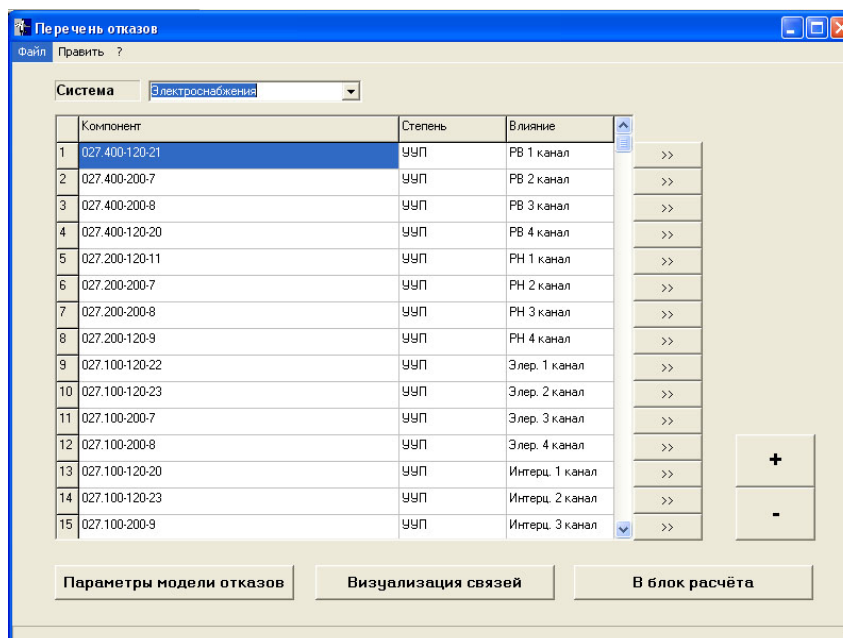 Перечень отказов
Файл Править ?
Система Электроснабжения
Компонент Степень Влияние
1 027.400-120-21 УУП РВ 1 канал >>
2 027.400-200-7 УУП РВ 2 канал >>
3 027.400-200-8 УУП РВ 3 канал >>
4 027.400-120-20 УУП РВ 4 канал >>
5 027.200-120-11 УУП РН 1 канал >>
6 027.200-200-7 УУП РН 2 канал >>
7 027.200-200-8 УУП РН 3 канал >>
8 027.200-120-9 УУП РН 4 канал >>
9 027.100-120-22 УУП Элер. 1 канал >>
10 027.100-120-23 УУП Элер. 2 канал >>
11 027.100-200-7 УУП Элер. 3 канал >>
12 027.100-200-8 УУП Элер. 4 канал >>
13 027.100-120-20 УУП Интерц. 1 канал >>
14 027.100-120-23 УУП Интерц. 2 канал >>
15 027.100-200-9 УУП Интерц. 3 канал >>
+
-
Параметры модели отказов Визуализация связей В блок расчёта